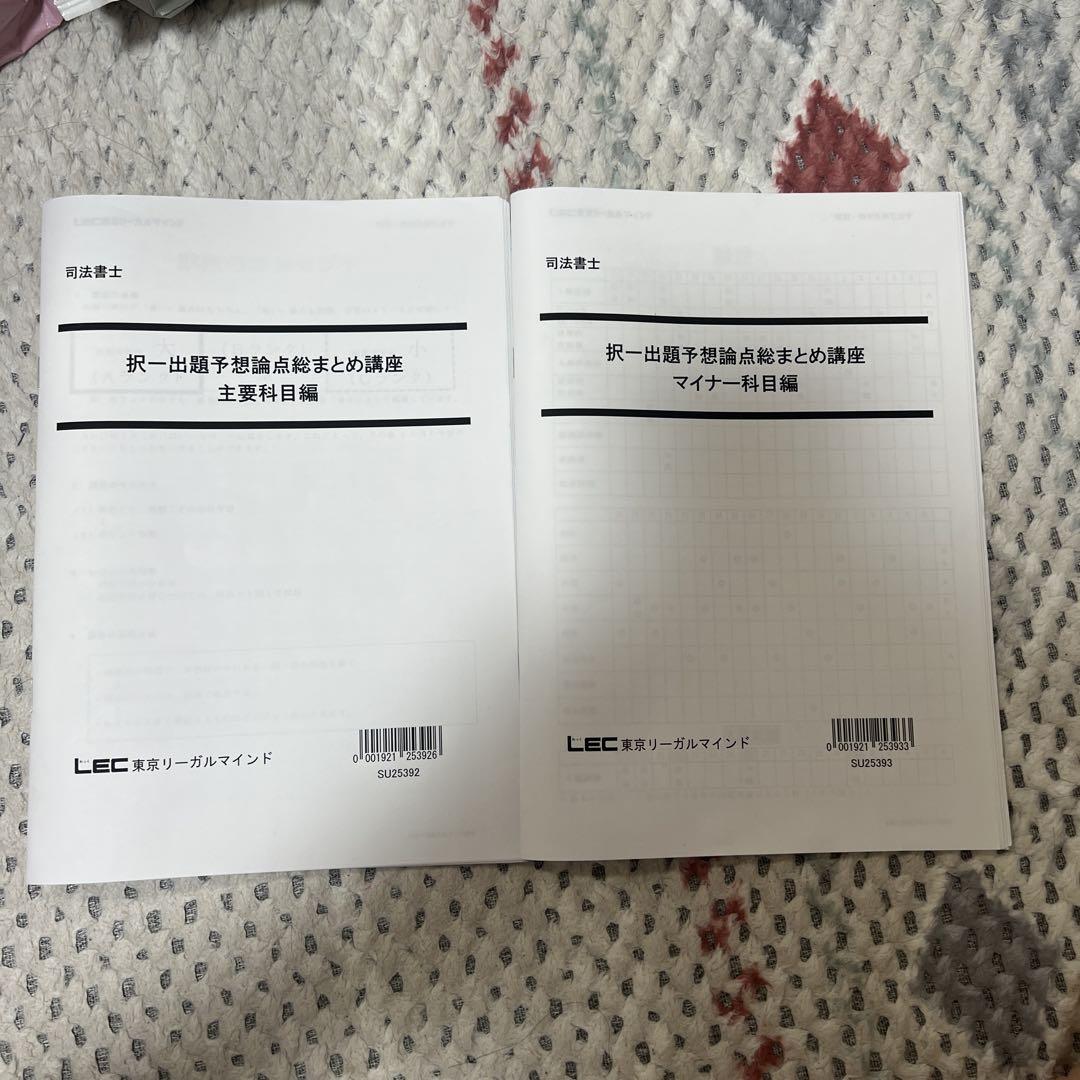 司法書士
択一出題予想論点総まとめ講座
主要科目編
LEC東京リーガルマインド
0 001921 253926
SU25392
司法書士
択一出題予想論点総まとめ講座
マイナー科目編
LEC東京リーガルマインド
0 001921 253933
SU25393